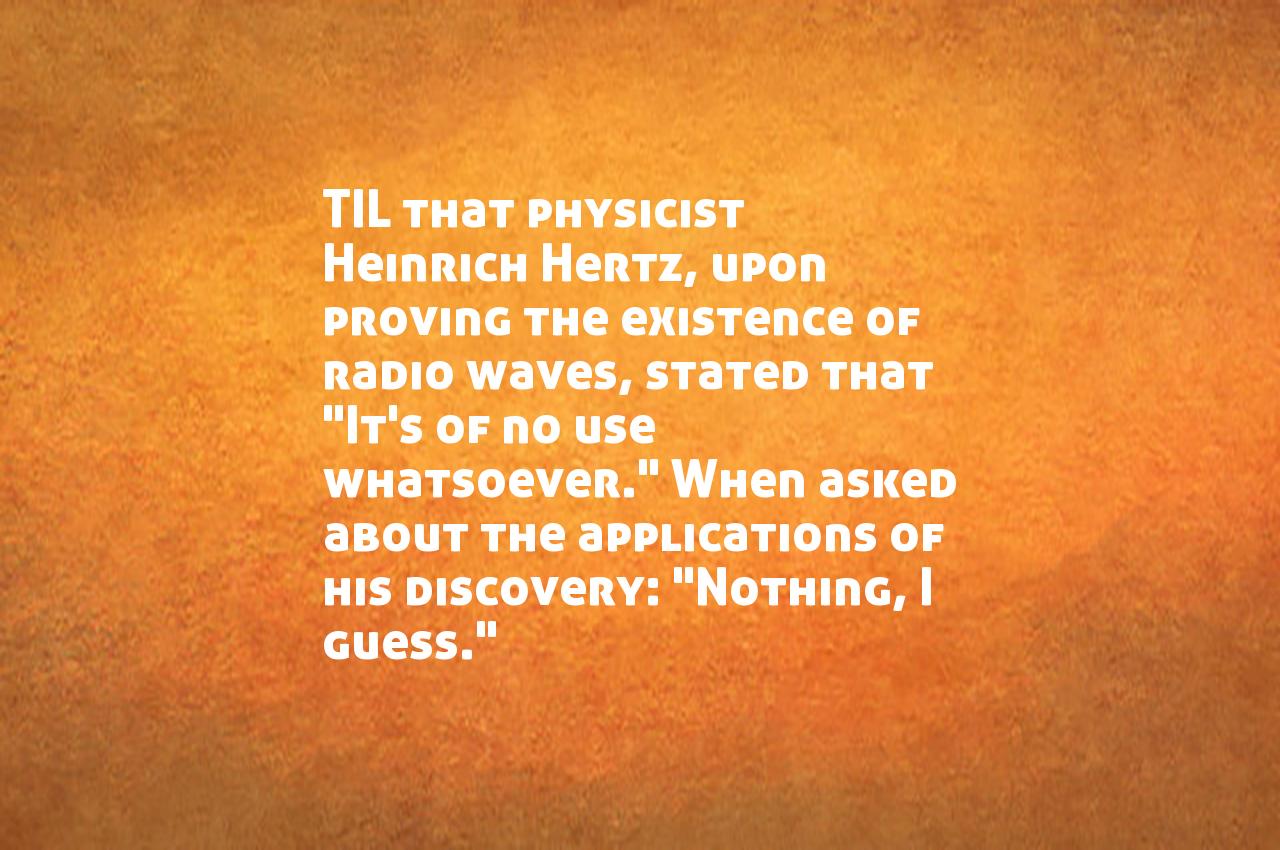 TIL that physicist
Heinrich Hertz, upon
proving the existence of
radio waves, stated that
"It's of no use
whatsoever." When asked
about the applications of
his discovery: "Nothing, I
guess."